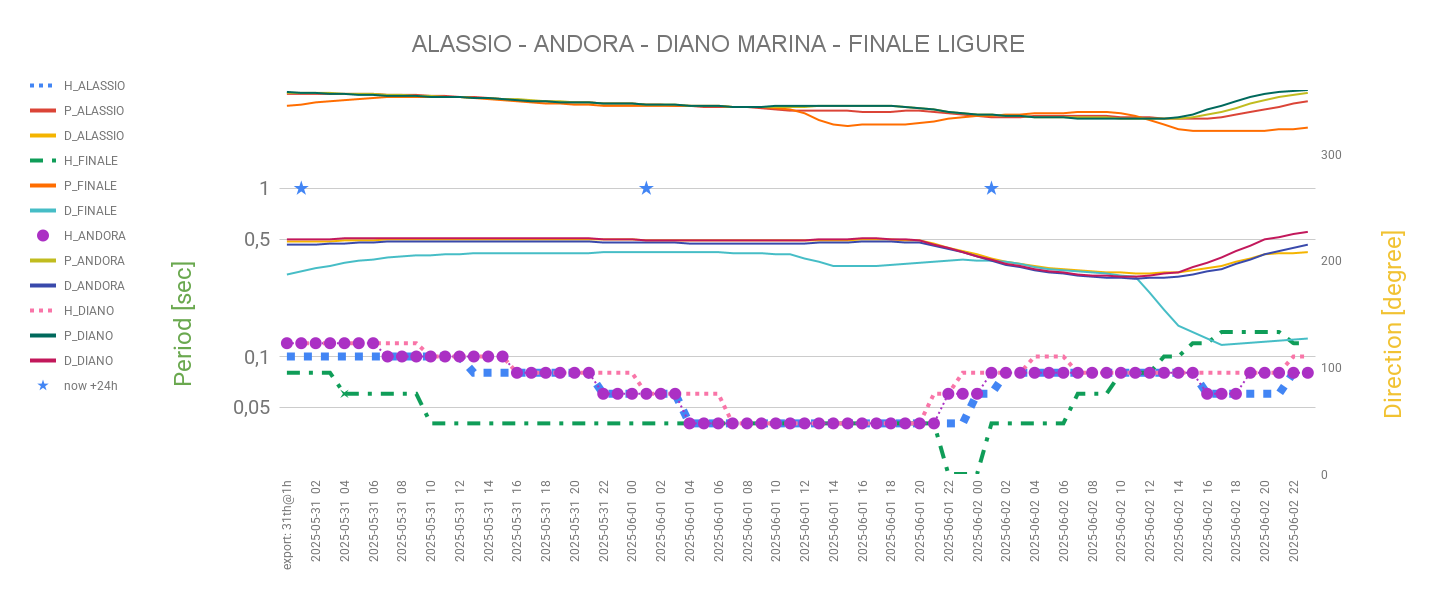 ALASSIO - ANDORA - DIANO MARINA - FINALE LIGURE
H_ALASSIO
P_ALASSIO
D_ALASSIO
H_FINALE
P_FINALE
D_FINALE
H_ANDORA
P_ANDORA
D_ANDORA
H_DIANO
P_DIANO
D_DIANO
now +24h
Period [sec]
1
0,5
0,1
0,05
300
200
100
0
Direction [degree]
export: 31th@1h
2025-05-31 02
2025-05-31 04
2025-05-31 06
2025-05-31 08
2025-05-31 10
2025-05-31 12
2025-05-31 14
2025-05-31 16
2025-05-31 18
2025-05-31 20
2025-05-31 22
2025-06-01 00
2025-06-01 02
2025-06-01 04
2025-06-01 06
2025-06-01 08
2025-06-01 10
2025-06-01 12
2025-06-01 14
2025-06-01 16
2025-06-01 18
2025-06-01 20
2025-06-01 22
2025-06-02 00
2025-06-02 02
2025-06-02 04
2025-06-02 06
2025-06-02 08
2025-06-02 10
2025-06-02 12
2025-06-02 14
2025-06-02 16
2025-06-02 18
2025-06-02 20
2025-06-02 22